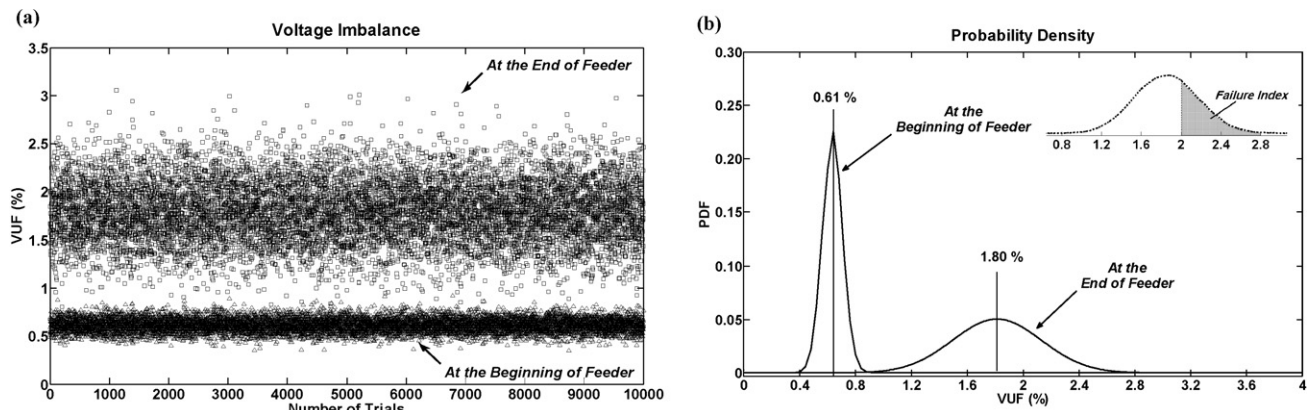 (a)
Voltage Imbalance
3.5
3
2.5
2
1.5
1
0.5
0
VUF (%)
At the End of Feeder
At the Beginning of Feeder
0 1000 2000 3000 4000 5000 6000 7000 8000 9000 10000
Number of Trials
(b)
Probability Density
0.30
0.25
0.20
0.15
0.10
0.05
0
PDF
0.61 %
At the
Beginning of Feeder
1.80 %
At the
End of Feeder
Failure Index
0.8 1.2 1.6 2 2.4 2.8
0 0.4 0.8 1.2 1.6 2 2.4 2.8 3.2 3.6 4
VUF (%)